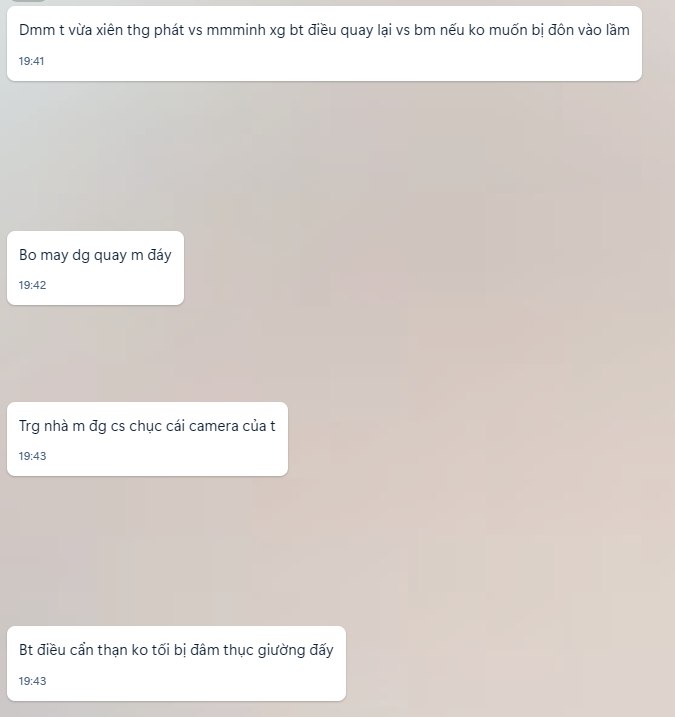 Dmm t vừa xiên thg phát vs mmminh xg bt điều quay lại vs bm nếu ko muốn bị đôn vào lầm
19:41
Bo may dg quay m đáy
19:42
Trg nhà m đg cs chục cái camera của t
19:43
Bt điều cẩn thạn ko tối bị đâm thục giường đấy
19:43